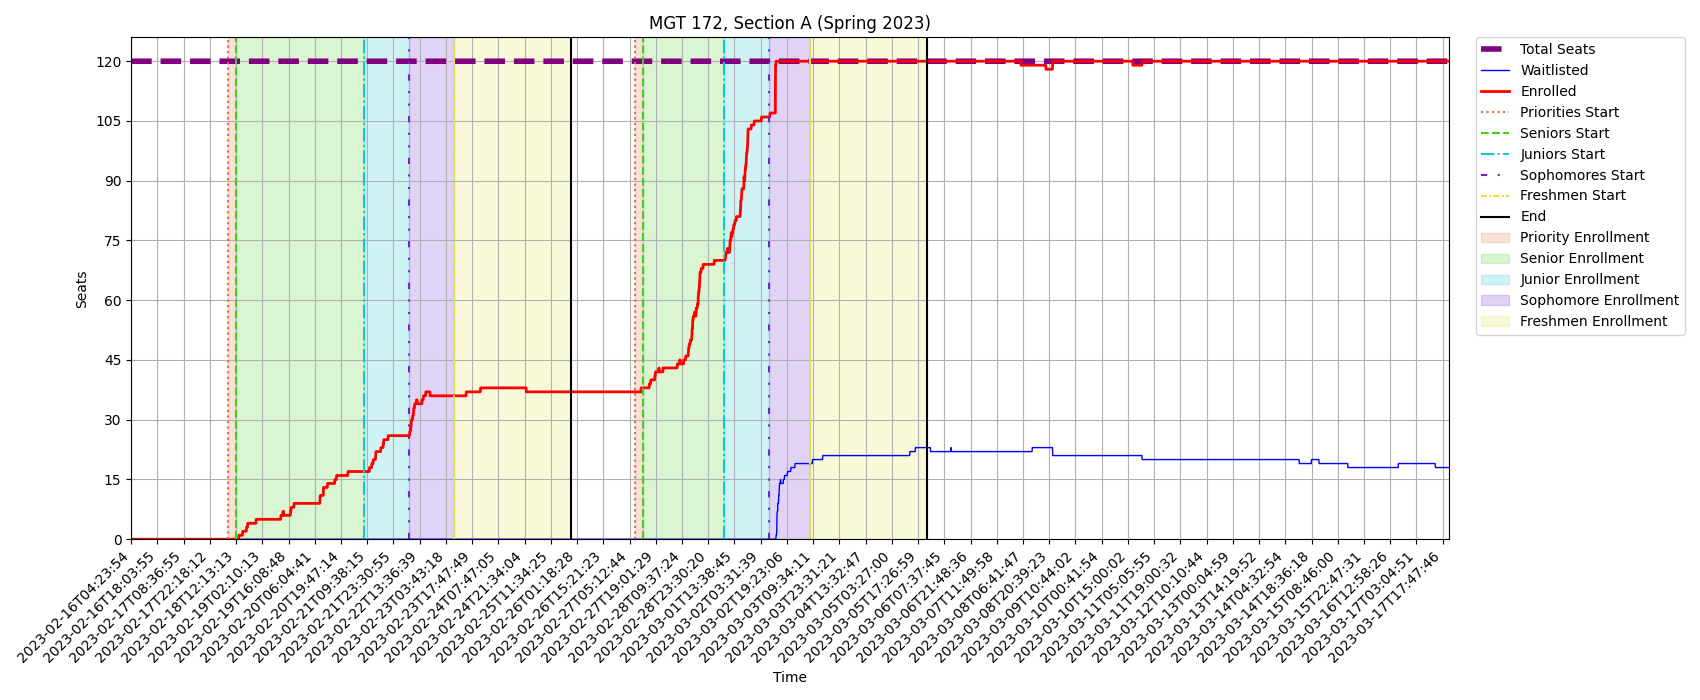 MGT 172, Section A (Spring 2023)
Seats
120
105
90
75
60
45
30
15
0
2023-02-16T04:23:54
2023-02-16T18:03:55
2023-02-17T08:36:55
2023-02-17T22:18:12
2023-02-18T12:13:13
2023-02-19T02:10:13
2023-02-19T16:08:48
2023-02-20T06:04:41
2023-02-20T19:47:14
2023-02-21T09:38:15
2023-02-21T23:30:55
2023-02-22T13:36:39
2023-02-23T03:43:18
2023-02-23T17:47:49
2023-02-24T07:47:05
2023-02-24T21:34:04
2023-02-25T11:34:25
2023-02-26T01:18:28
2023-02-26T15:21:23
2023-02-27T05:12:44
2023-02-27T19:01:29
2023-02-28T09:37:24
2023-02-28T23:30:20
2023-03-01T13:38:45
2023-03-02T03:31:39
2023-03-02T19:23:06
2023-03-03T09:34:11
2023-03-03T23:31:21
2023-03-04T13:32:47
2023-03-05T03:27:00
2023-03-05T17:26:59
2023-03-06T07:37:45
2023-03-06T21:48:36
2023-03-07T11:49:58
2023-03-08T06:41:47
2023-03-08T20:39:23
2023-03-09T10:44:02
2023-03-10T00:41:54
2023-03-10T15:00:02
2023-03-11T05:05:55
2023-03-11T19:00:32
2023-03-12T10:10:44
2023-03-13T00:04:59
2023-03-13T14:19:52
2023-03-14T04:32:54
2023-03-14T18:36:18
2023-03-15T08:46:00
2023-03-15T22:47:31
2023-03-16T12:58:26
2023-03-17T03:04:51
2023-03-17T17:47:46
Time
Total Seats
Waitlisted
Enrolled
Priorities Start
Seniors Start
Juniors Start
Sophomores Start
Freshmen Start
End
Priority Enrollment
Senior Enrollment
Junior Enrollment
Sophomore Enrollment
Freshmen Enrollment